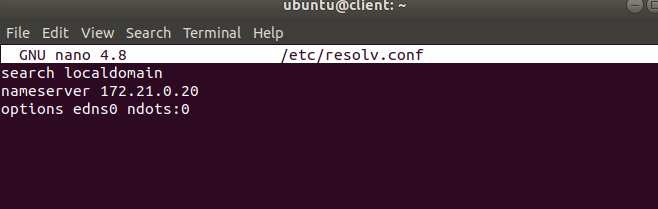 ubuntu@client: ~
File Edit View Search Terminal Help
GNU nano 4.8 /etc/resolv.conf
search localdomain
nameserver 172.21.0.20
options edns0 ndots:0